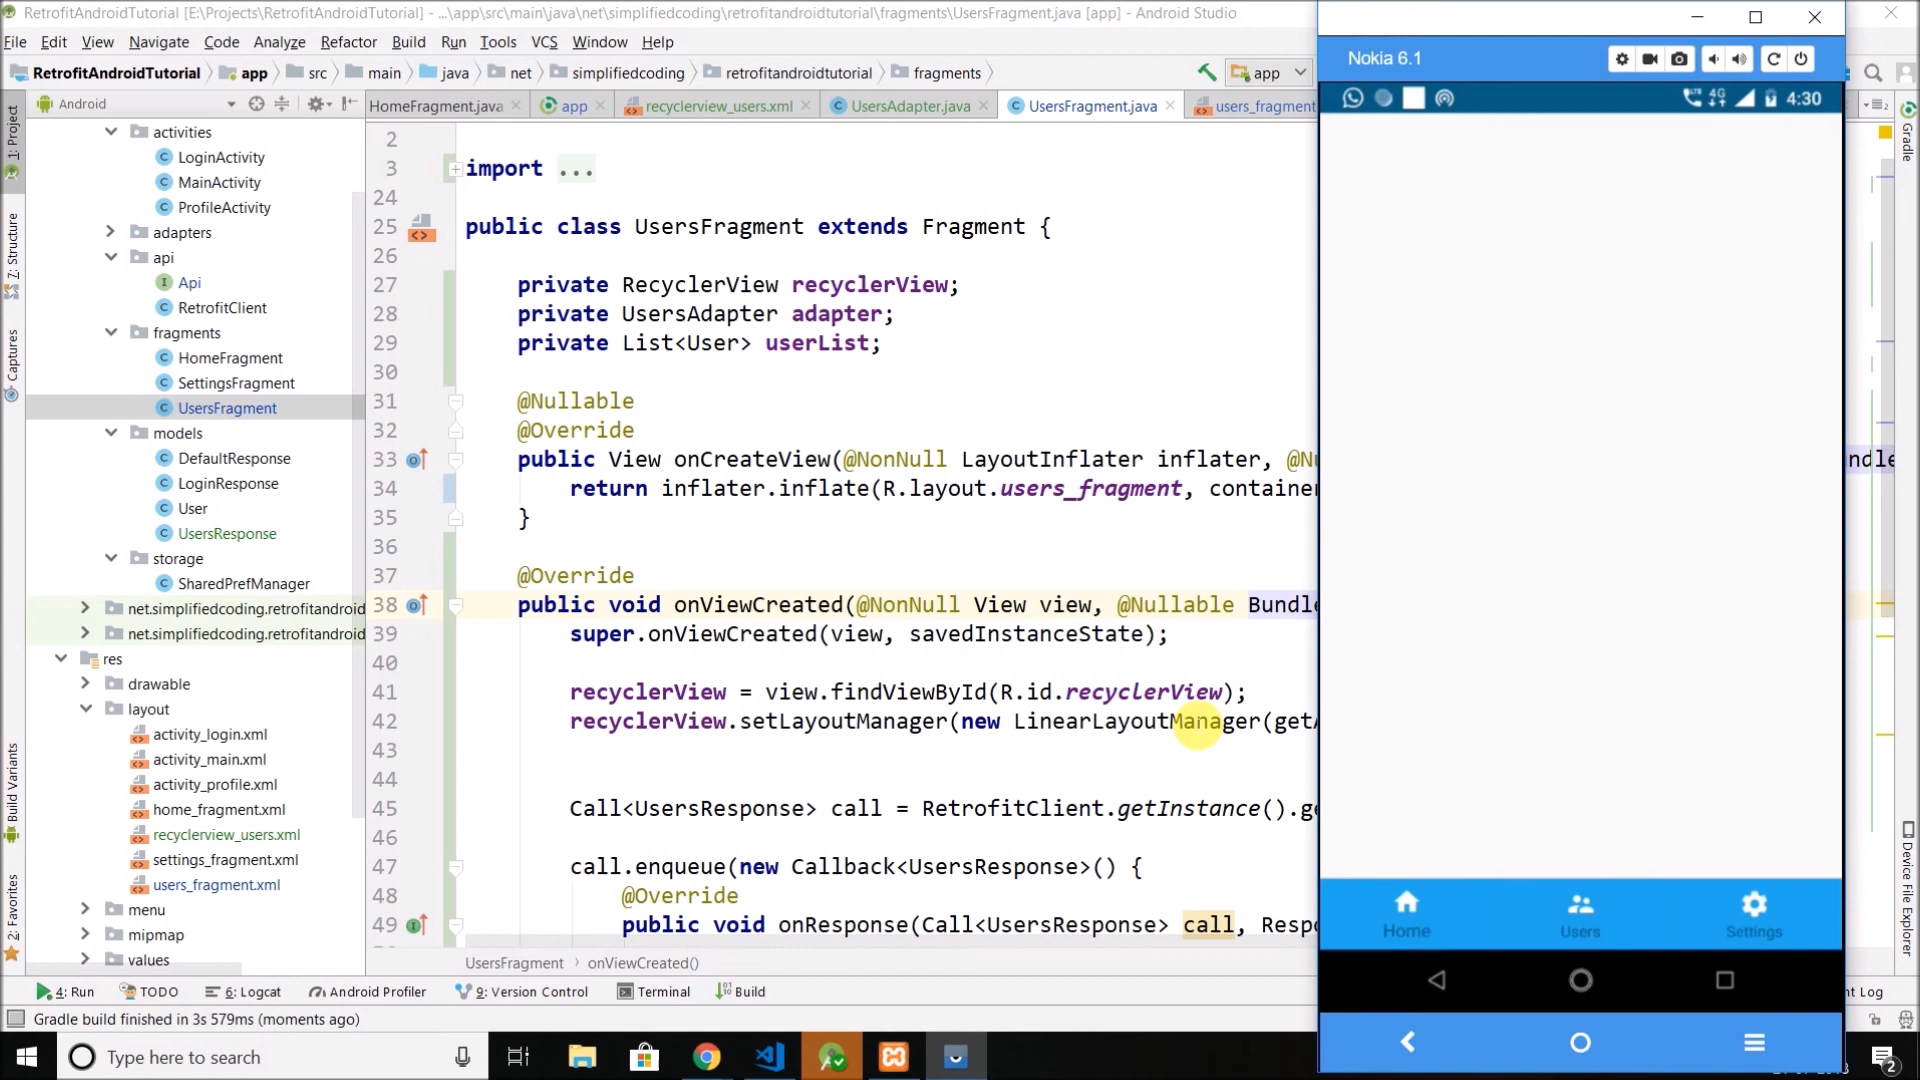 RetrofitAndroidTutorial [E:\Projects\RetrofitAndroidTutorial] - ...\app\src\main\java\net\simplifiedcoding\retrofitandroidtutorial\fragments\UsersFragment.java [app] - Android Studio
File Edit View Navigate Code Analyze Refactor Build Run Tools VCS Window Help
RetrofitAndroidTutorial app src main java net simplifiedcoding retrofitandroidtutorial fragments app
Android
HomeFragment.java app recyclerview_users.xml UsersAdapter.java UsersFragment.java users_fragment
1: Project
7: Structure
Captures
Build Variants
2: Favorites
activities
LoginActivity
MainActivity
ProfileActivity
adapters
api
Api
RetrofitClient
fragments
HomeFragment
SettingsFragment
UsersFragment
models
DefaultResponse
LoginResponse
User
UsersResponse
storage
SharedPrefManager
net.simplifiedcoding.retrofitandroid
net.simplifiedcoding.retrofitandroid
res
drawable
layout
activity_login.xml
activity_main.xml
activity_profile.xml
home_fragment.xml
recyclerview_users.xml
settings_fragment.xml
users_fragment.xml
menu
mipmap
values
2
3 import ...
24
25 public class UsersFragment extends Fragment {
26
27 private RecyclerView recyclerView;
28 private UsersAdapter adapter;
29 private List<User> userList;
30
31 @Nullable
32 @Override
33 public View onCreateView(@NonNull LayoutInflater inflater, @Nu
34 return inflater.inflate(R.layout.users_fragment, container
35 }
36
37 @Override
38 public void onViewCreated(@NonNull View view, @Nullable Bundle
39 super.onViewCreated(view, savedInstanceState);
40
41 recyclerView = view.findViewById(R.id.recyclerView);
42 recyclerView.setLayoutManager(new LinearLayoutManager(getA
43
44
45 Call<UsersResponse> call = RetrofitClient.getInstance().ge
46
47 call.enqueue(new Callback<UsersResponse>() {
48 @Override
49 public void onResponse(Call<UsersResponse> call, Resp
UsersFragment onViewCreated()
4: Run TODO 6: Logcat Android Profiler 9: Version Control Terminal Build
Gradle build finished in 3s 579ms (moments ago)
Type here to search
Nokia 6.1
LTE 4G 4:30
Home Users Settings
Gradle
Device File Explorer
ndle
nt Log
2